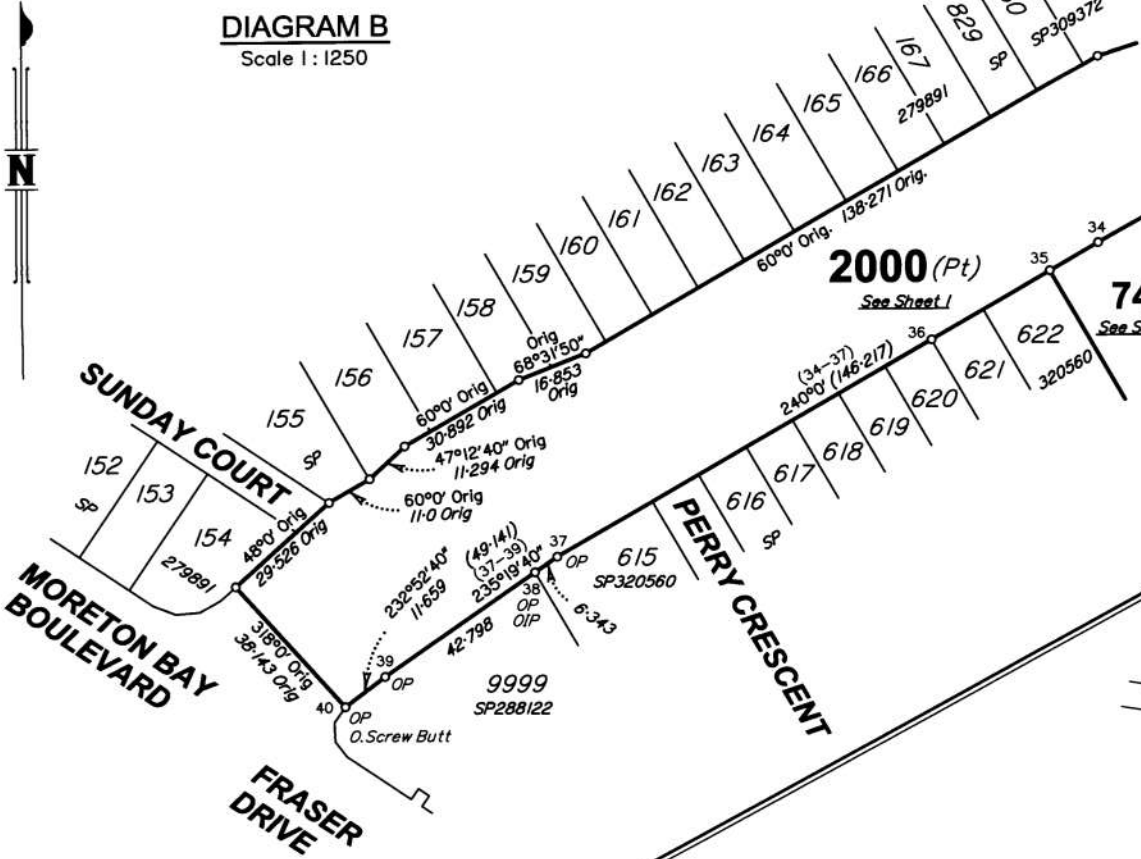 DIAGRAM B
Scale 1 : 1250
N
829
SP
SP309372
167
279891
166
165
164
163
162
161
160
159
158
157
156
155
SP
60°0' Orig.
138·271 Orig.
2000 (Pt)
See Sheet 1
34
35
36
622
320560
621
620
619
618
617
616
SP
(34–37)
240°0' (146·217)
Orig
68°31'50"
16·853
Orig
60°0' Orig
30·892 Orig
47°12'40" Orig
11·294 Orig
60°0' Orig
11·0 Orig
SUNDAY COURT
152
SP
153
154
279891
48°0' Orig
29·526 Orig
MORETON BAY
BOULEVARD
318°0' Orig
38·143 Orig
232°52'40"
11·659
(49·141)
(37–39)
235°19'40"
42·798
37
OP
38
OP
OIP
6·343
615
SP320560
PERRY CRESCENT
39
OP
40
OP
O.Screw Butt
9999
SP288122
FRASER
DRIVE